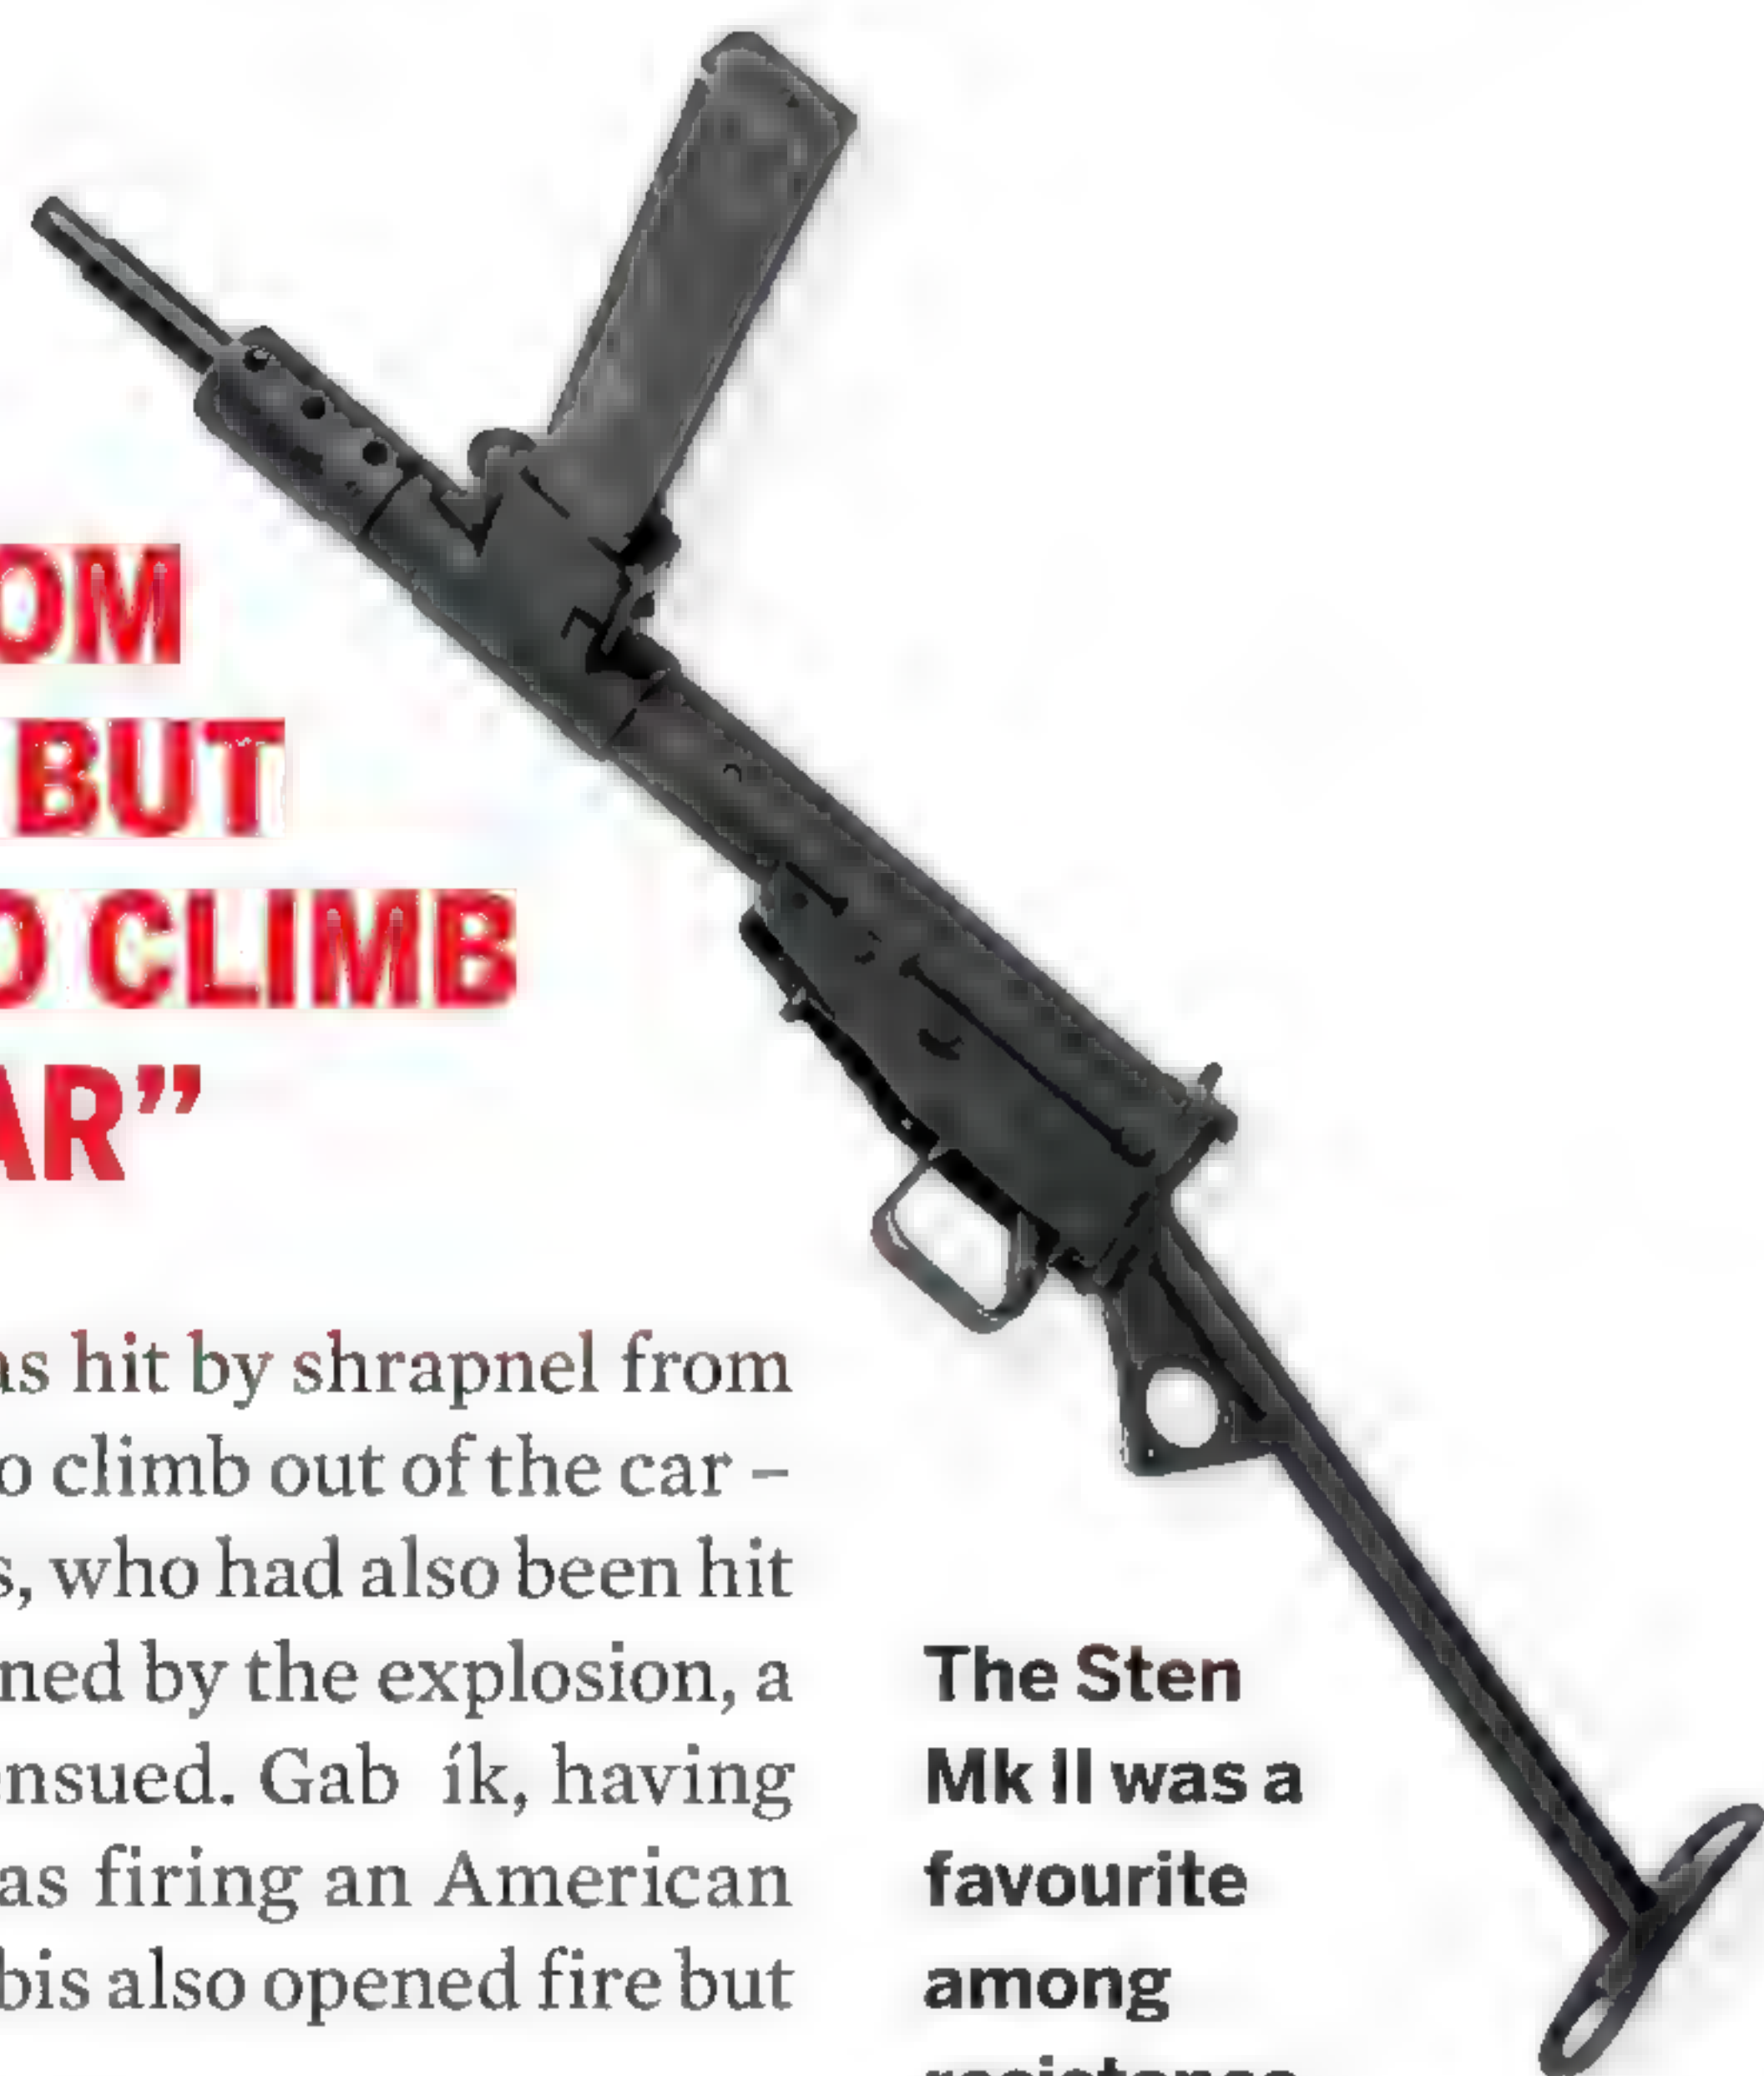 OM
BUT
CLIMB
AR”
hit by shrapnel from
o climb out of the car –
s, who had also been hit
ned by the explosion, a
nsued. Gab ík, having
as firing an American
bis also opened fire but
The Sten
Mk II was a
favourite
among